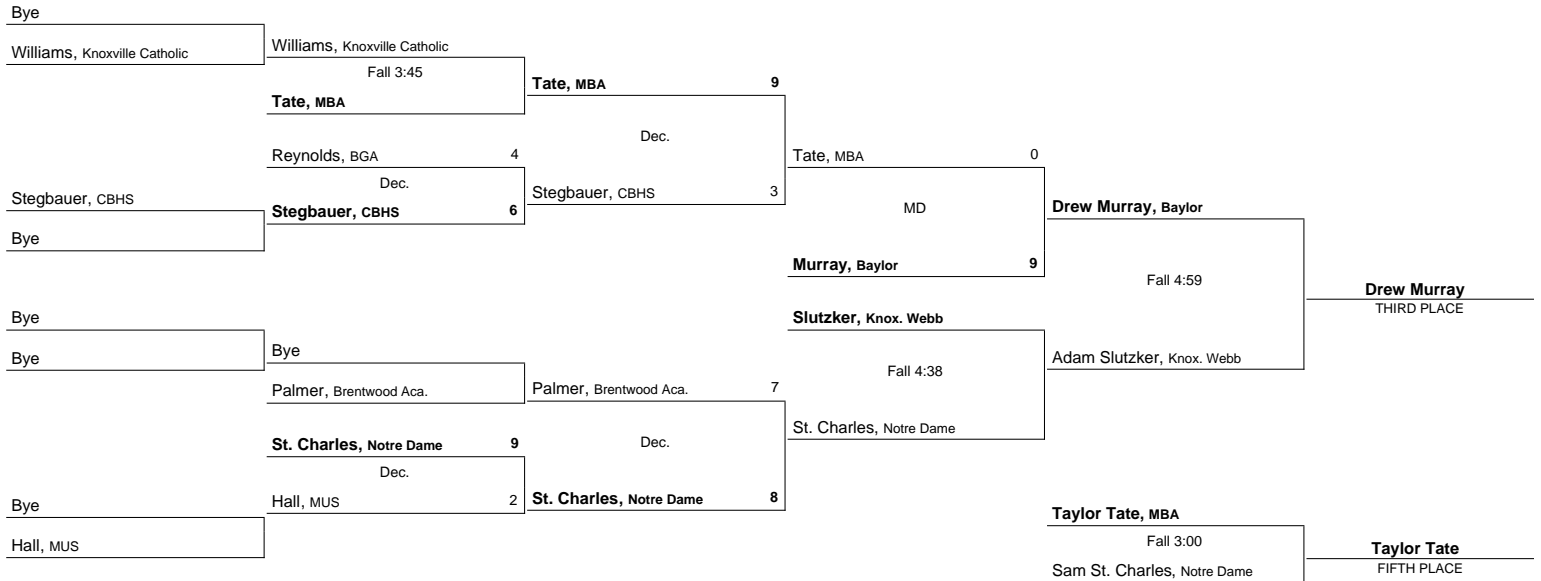 Bye
Williams, Knoxville Catholic
Stegbauer, CBHS
Bye
Bye
Bye
Bye
Hall, MUS
Williams, Knoxville Catholic
Fall 3:45
Tate, MBA
Reynolds, BGA 4
Dec.
Stegbauer, CBHS 6
Bye
Palmer, Brentwood Aca.
St. Charles, Notre Dame 9
Dec.
Hall, MUS 2
Tate, MBA 9
Dec.
Stegbauer, CBHS 3
Palmer, Brentwood Aca. 7
Dec.
St. Charles, Notre Dame 8
Tate, MBA 0
MD
Murray, Baylor 9
Slutzker, Knox. Webb
Fall 4:38
St. Charles, Notre Dame
Drew Murray, Baylor
Fall 4:59
Adam Slutzker, Knox. Webb
Drew Murray
THIRD PLACE
Taylor Tate, MBA
Fall 3:00
Sam St. Charles, Notre Dame
Taylor Tate
FIFTH PLACE